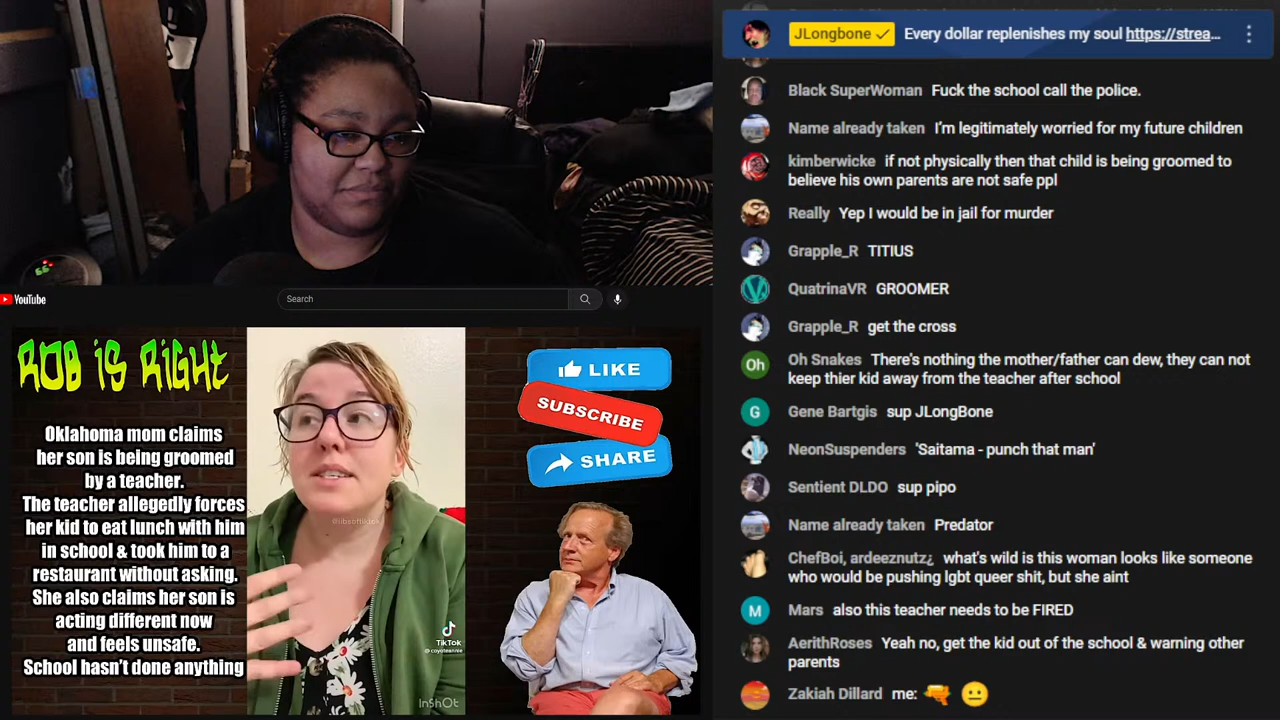 JLongbone Every dollar replenishes my soul https://strea...
Black SuperWoman Fuck the school call the police.
Name already taken I'm legitimately worried for my future children
kimberwicke if not physically then that child is being groomed to
believe his own parents are not safe ppl
Really Yep I would be in jail for murder
Grapple_R TITIUS
QuatrinaVR GROOMER
Grapple_R get the cross
Oh
Oh Snakes There's nothing the mother/father can dew, they can not
keep thier kid away from the teacher after school
G
Gene Bartgis sup JLongBone
NeonSuspenders 'Saitama - punch that man'
Sentient DLDO sup pipo
Name already taken Predator
ChefBoi, ardeeznutz¿ what's wild is this woman looks like someone
who would be pushing lgbt queer shit, but she aint
M
Mars also this teacher needs to be FIRED
AerithRoses Yeah no, get the kid out of the school & warning other
parents
Zakiah Dillard me: 🔫 😐
YouTube
Search
ROB iS RiGHT
Oklahoma mom claims
her son is being groomed
by a teacher.
The teacher allegedly forces
her kid to eat lunch with him
in school & took him to a
restaurant without asking.
She also claims her son is
acting different now
and feels unsafe.
School hasn't done anything
@libsoftiktok
TikTok
@coyoteannie
InShOt
LIKE
SUBSCRIBE
SHARE